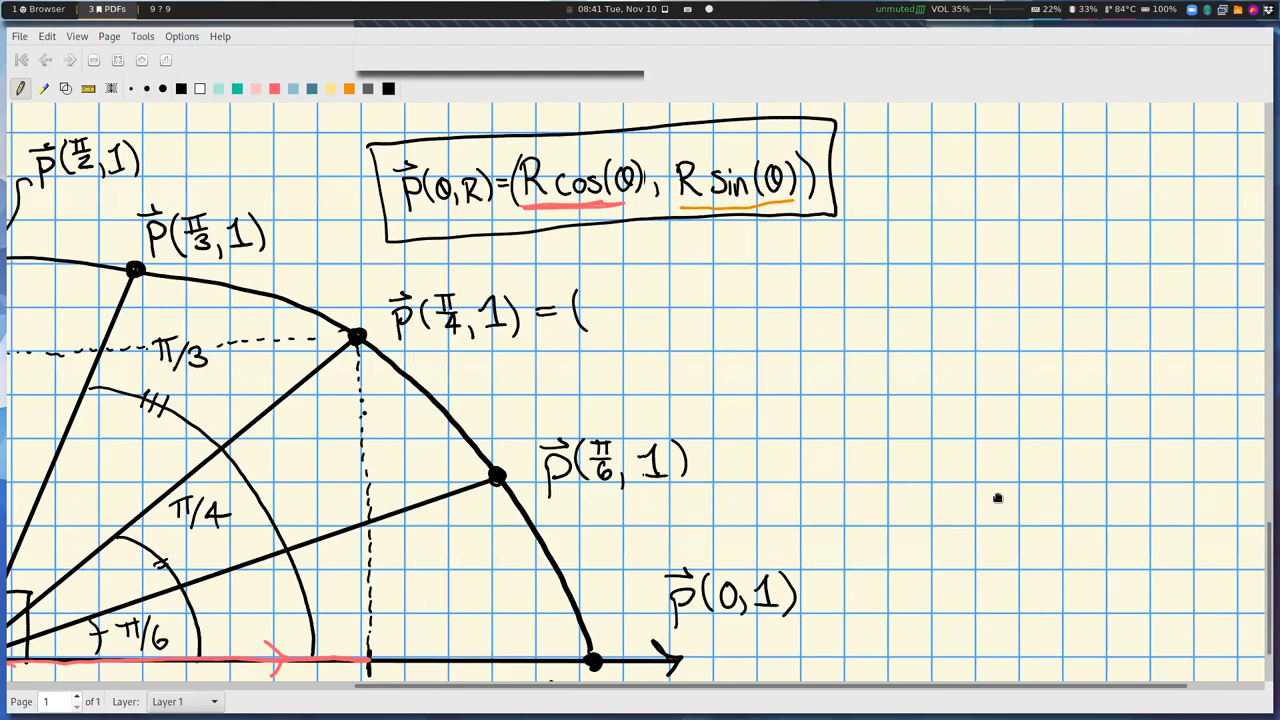 1 Browser 3 PDFs 9 ? 9 08:41 Tue, Nov 10 unmuted VOL 35% 22% 33% 84°C 100%
File Edit View Page Tools Options Help
p⃗(π/2, 1)
p⃗(θ,R)=(R cos(θ), R sin(θ))
p⃗(π/3, 1)
p⃗(π/4, 1) = (
π/3
p⃗(π/6, 1)
π/4
p⃗(0,1)
π/6
Page 1 of 1 Layer: Layer 1